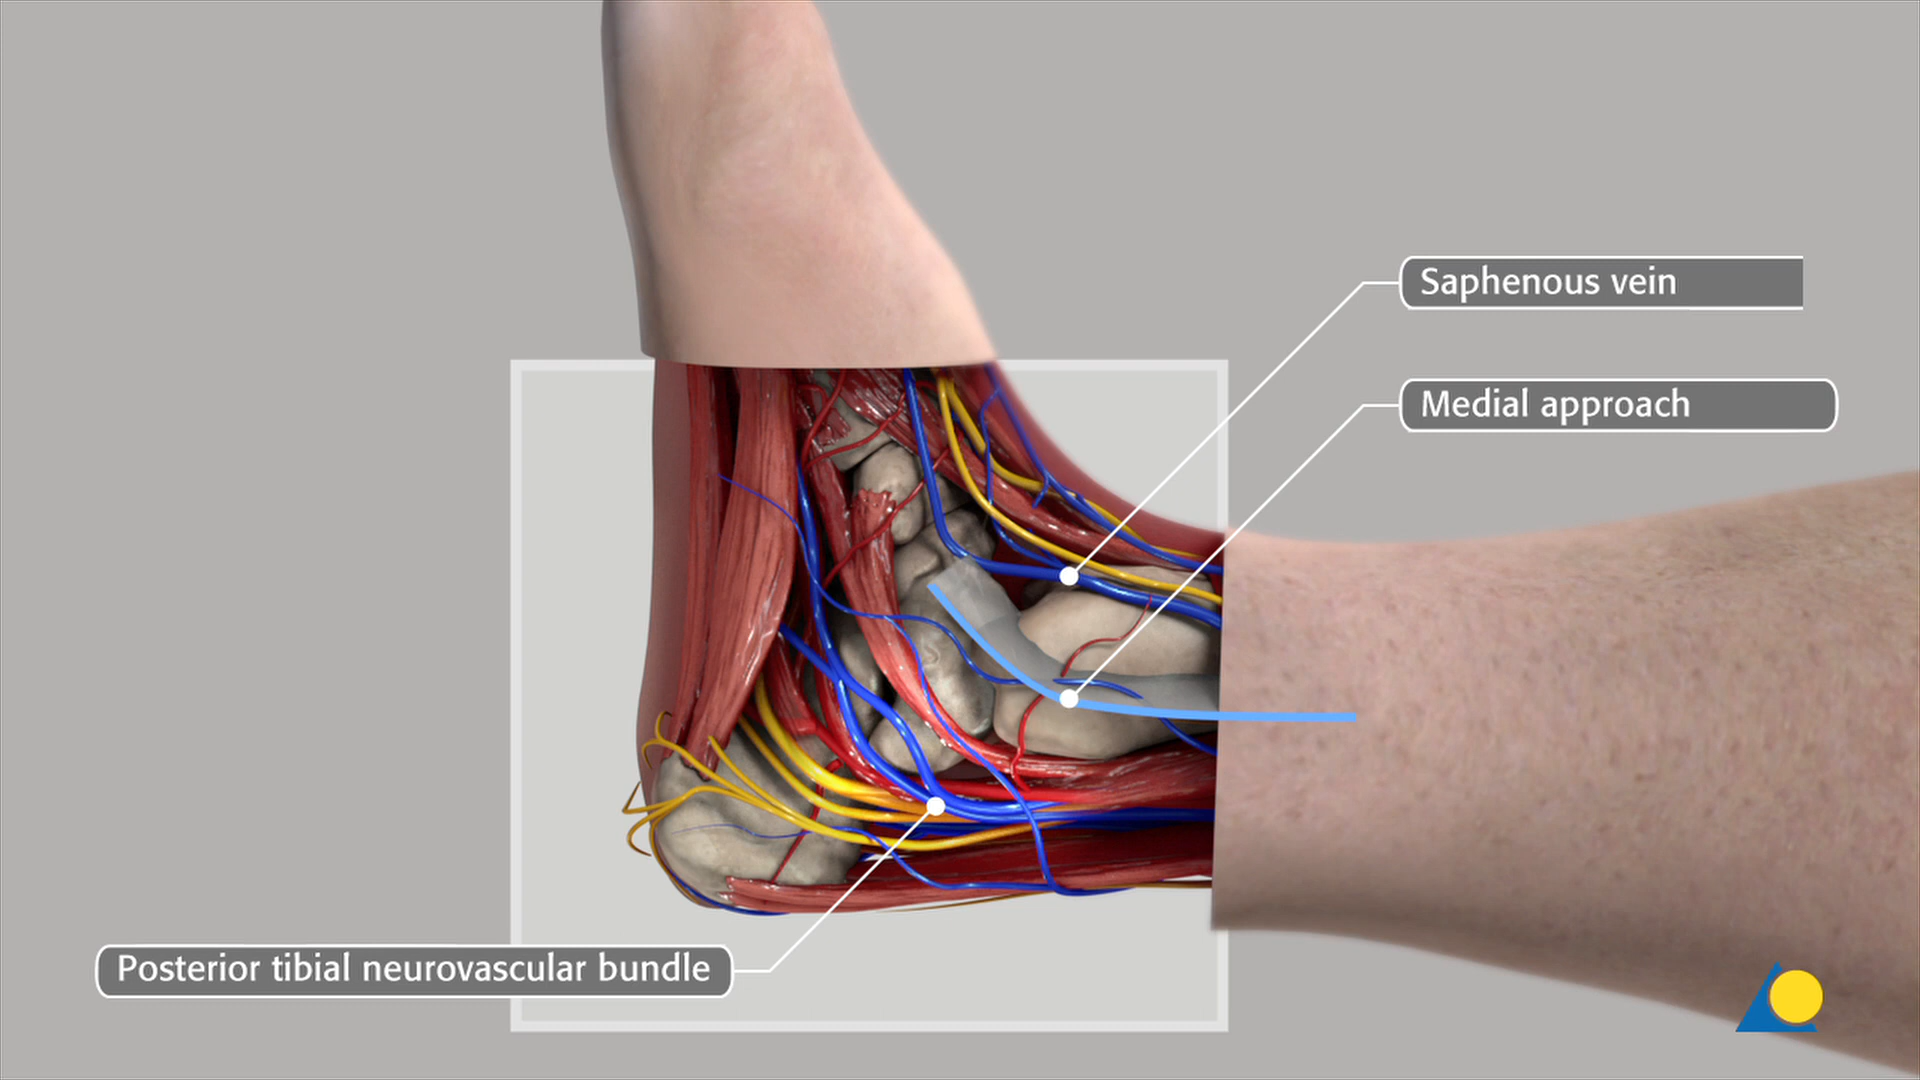 Saphenous vein
Medial approach
Posterior tibial neurovascular bundle